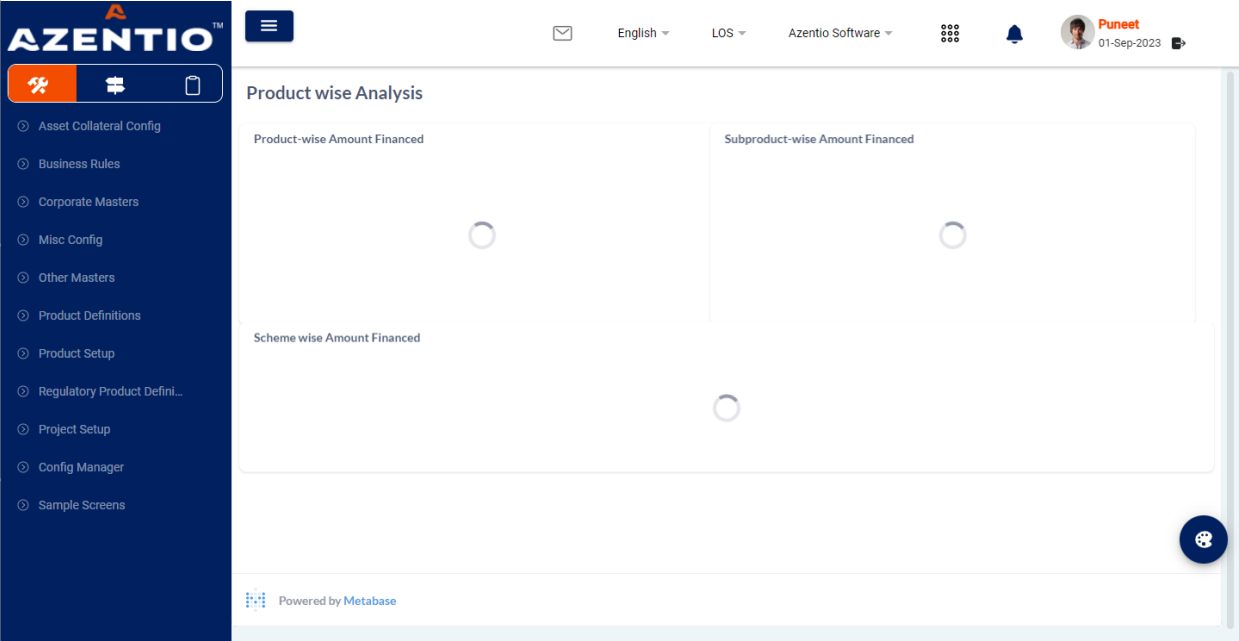 AZENTIO™
English
LOS
Azentio Software
Puneet
01-Sep-2023
Asset Collateral Config
Business Rules
Corporate Masters
Misc Config
Other Masters
Product Definitions
Product Setup
Regulatory Product Defini...
Project Setup
Config Manager
Sample Screens
Product wise Analysis
Product-wise Amount Financed
Subproduct-wise Amount Financed
Scheme wise Amount Financed
Powered by Metabase